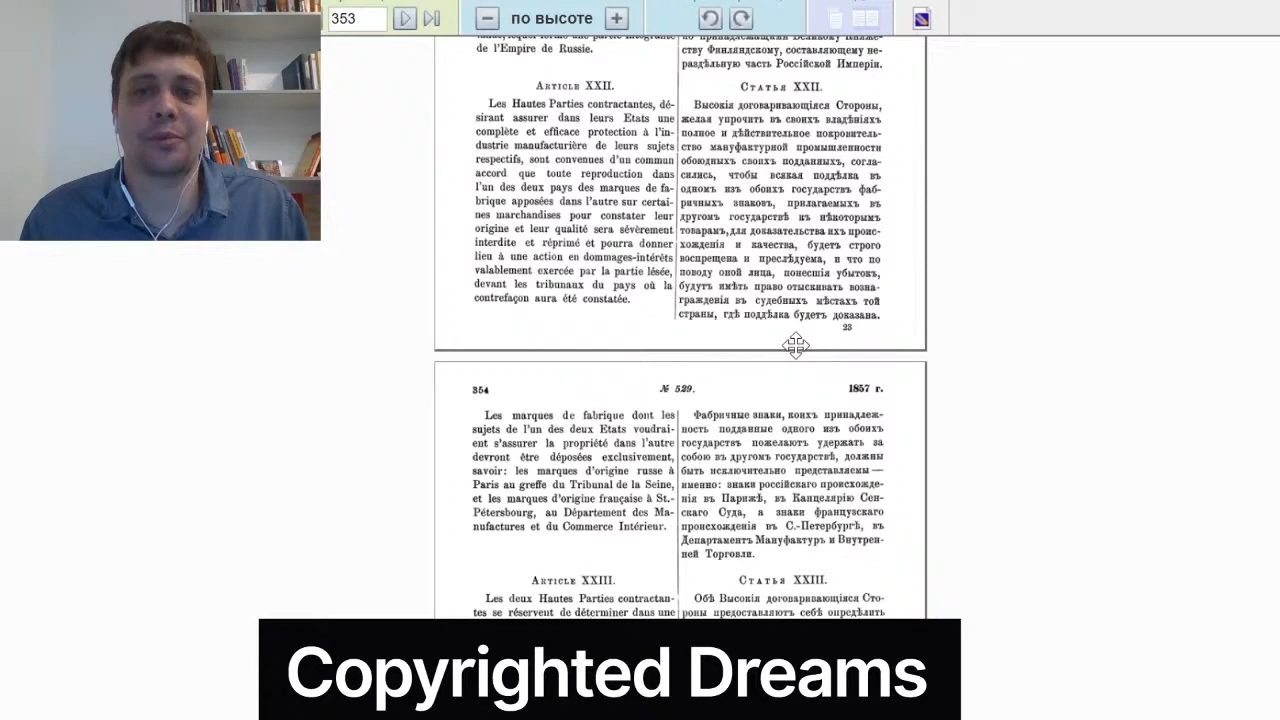 353
по высоте
de l'Empire de Russie.
Article XXII.
Les Hautes Parties contractantes, dé-
sirant assurer dans leurs Etats une
complète et efficace protection à l'in-
dustrie manufacturière de leurs sujets
respectifs, sont convenues d'un commun
accord que toute reproduction dans
l'un des deux pays des marques de fa-
brique apposées dans l'autre sur certai-
nes marchandises pour constater leur
origine et leur qualité sera sévèrement
interdite et réprimé et pourra donner
lieu à une action en dommages-intérêts
valablement exercée par la partie lésée,
devant les tribunaux du pays où la
contrefaçon aura été constatée.
ству Финляндскому, составляющему не-
раздѣльную часть Россійской Имперіи.
Статья XXII.
Высокія договаривающіяся Стороны,
желая упрочить въ своихъ владѣніяхъ
полное и дѣйствительное покровитель-
ство мануфактурной промышленности
обоюдныхъ своихъ подданныхъ, согла-
сились, чтобы всякая поддѣлка въ
одномъ изъ обоихъ государствъ фаб-
ричныхъ знаковъ, прилагаемыхъ въ
другомъ государствѣ къ нѣкоторымъ
товарамъ, для доказательства ихъ проис-
хожденія и качества, будетъ строго
воспрещена и преслѣдуема, и что по
поводу оной лица, понесшія убытокъ,
будутъ имѣть право отыскивать возна-
гражденія въ судебныхъ мѣстахъ той
страны, гдѣ поддѣлка будетъ доказана.
23
354
№ 529.
1857 г.
Les marques de fabrique dont les
sujets de l'un des deux Etats voudrai-
ent s'assurer la propriété dans l'autre
devront être déposées exclusivement,
savoir: les marques d'origine russe à
Paris au greffe du Tribunal de la Seine,
et les marques d'origine française à St.-
Pétersbourg, au Département des Ma-
nufactures et du Commerce Intérieur.
Article XXIII.
Les deux Hautes Parties contractan-
tes se réservent de déterminer dans une
Фабричные знаки, коихъ принадлеж-
ность подданные одного изъ обоихъ
государствъ пожелаютъ удержать за
собою въ другомъ государствѣ, должны
быть исключительно представляемы —
именно: знаки россійскаго происхожде-
нія въ Парижѣ, въ Канцелярію Сен-
скаго Суда, а знаки французскаго
происхожденія въ С.-Петербургѣ, въ
Департаментъ Мануфактуръ и Внутрен-
ней Торговли.
Статья XXIII.
Обѣ Высокія договаривающіяся Сто-
роны предоставляютъ себѣ опредѣлить
Copyrighted Dreams